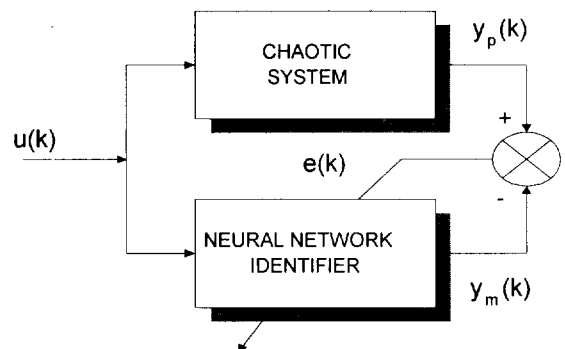 CHAOTIC
SYSTEM
y_p(k)
+
u(k)
e(k)
-
NEURAL NETWORK
IDENTIFIER
y_m(k)